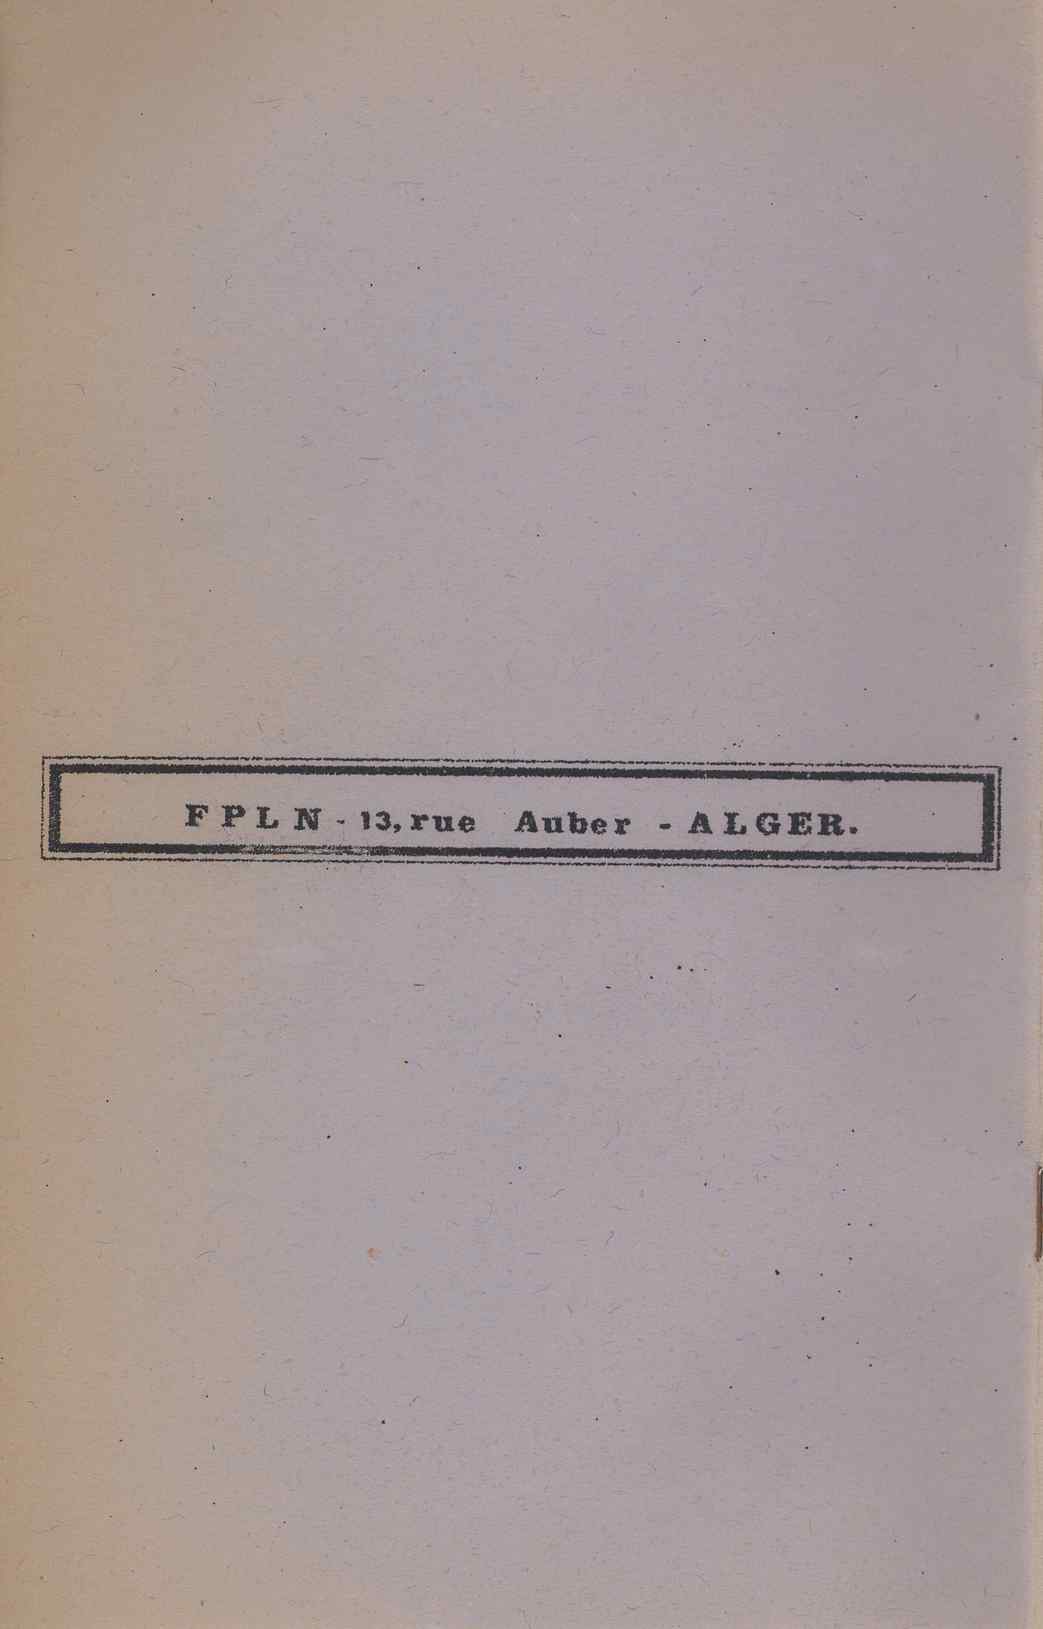 FPLN - 13, rue Auber - ALGER.